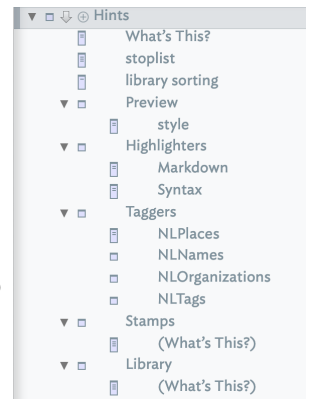 Hints
What's This?
stoplist
library sorting
Preview
style
Highlighters
Markdown
Syntax
Taggers
NLPlaces
NLNames
NLOrganizations
NLTags
Stamps
(What's This?)
Library
(What's This?)